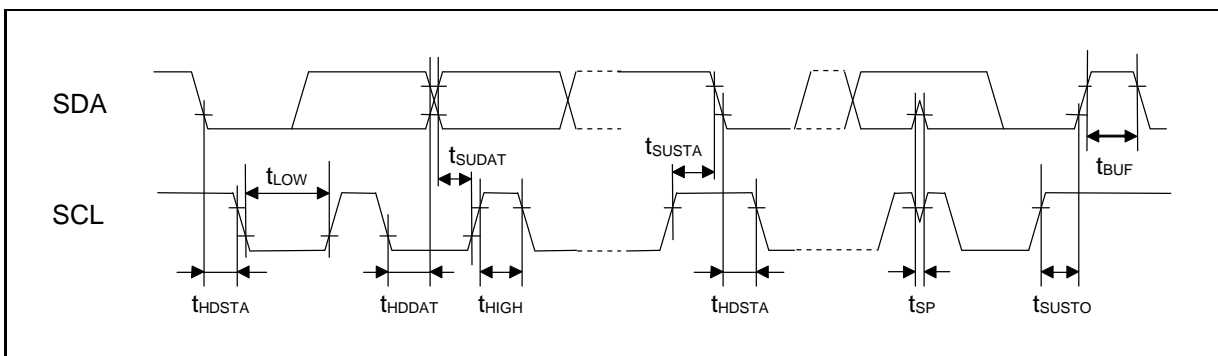 SDA
tSUDAT
tSUSTA
tLOW
tBUF
SCL
tHDSTA
tHDDAT
tHIGH
tHDSTA
tSP
tSUSTO